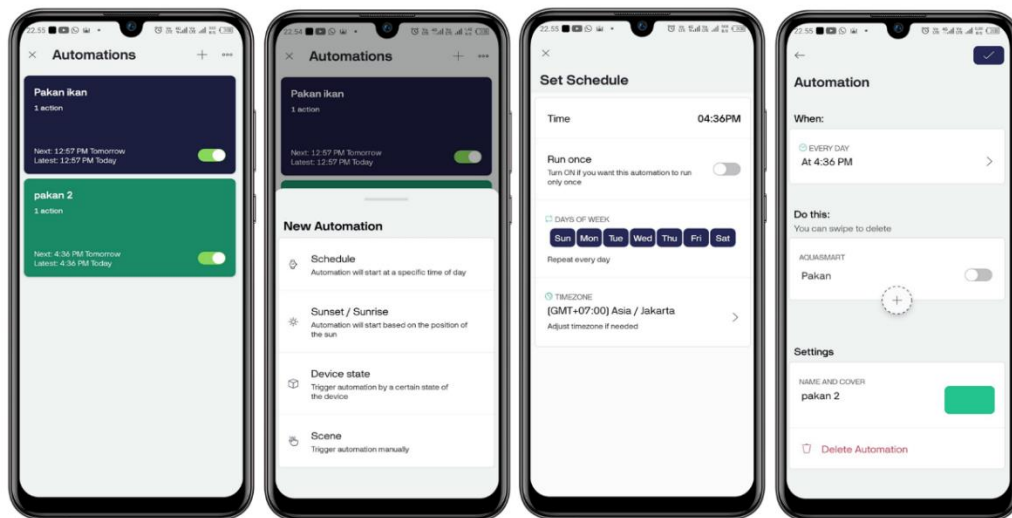 22.55
Automations
Pakan ikan
1 action
Next: 12:57 PM Tomorrow
Latest: 12:57 PM Today
pakan 2
1 action
Next: 4:36 PM Tomorrow
Latest: 4:36 PM Today
22.54
Automations
Pakan ikan
1 action
Next: 12:57 PM Tomorrow
Latest: 12:57 PM Today
New Automation
Schedule
Automation will start at a specific time of day
Sunset / Sunrise
Automation will start based on the position of
the sun
Device state
Trigger automation by a certain state of
the device
Scene
Trigger automation manually
22.55
Set Schedule
Time 04:36PM
Run once
Turn ON if you want this automation to run
only once
DAYS OF WEEK
Sun Mon Tue Wed Thu Fri Sat
Repeat every day
TIMEZONE
(GMT+07:00) Asia / Jakarta
Adjust timezone if needed
22.55
Automation
When:
EVERY DAY
At 4:36 PM
Do this:
You can swipe to delete
AQUASMART
Pakan
Settings
NAME AND COVER
pakan 2
Delete Automation